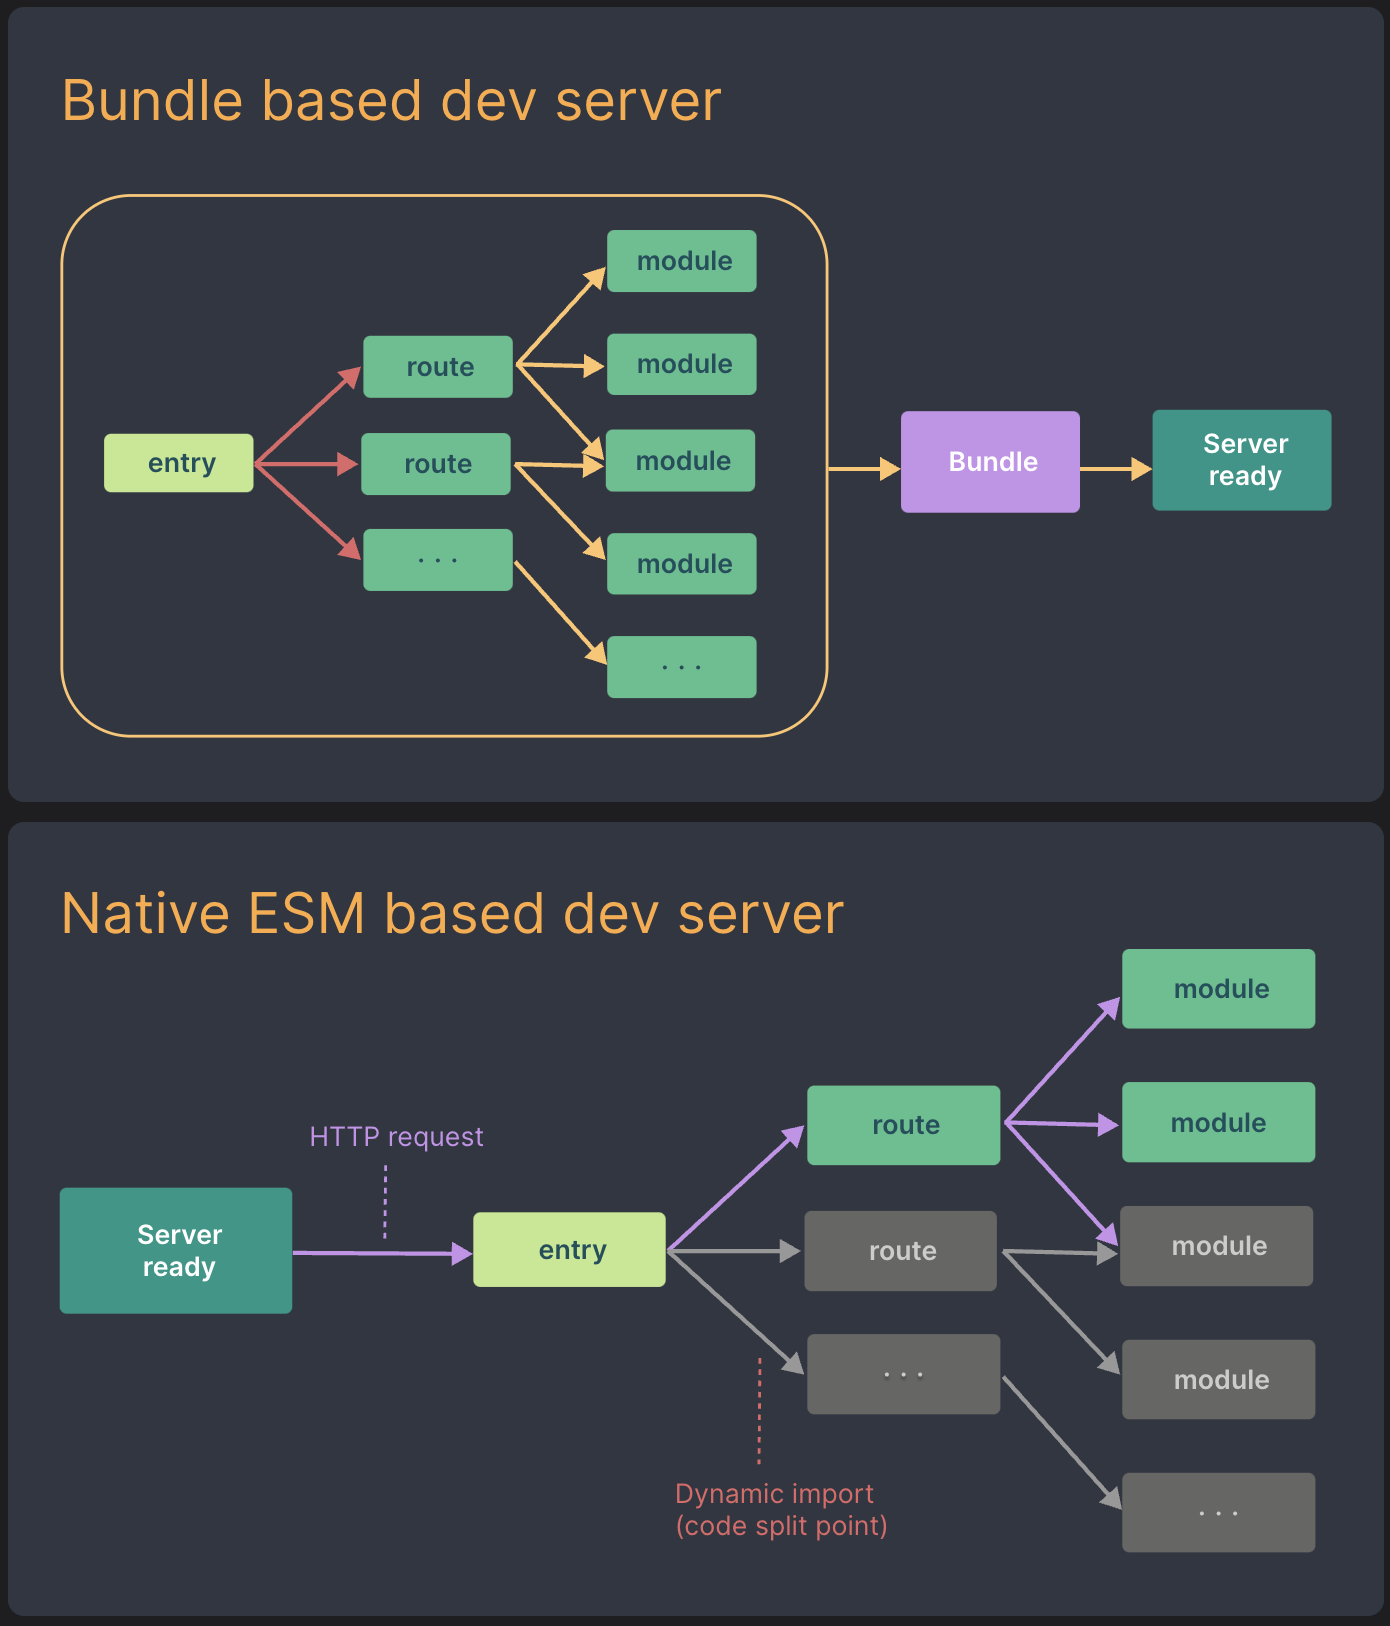 Bundle based dev server
module
route
module
entry
route
module
Bundle
Server
ready
. . .
module
. . .
Native ESM based dev server
module
HTTP request
route
module
Server
ready
entry
route
module
. . .
module
Dynamic import
(code split point)
. . .